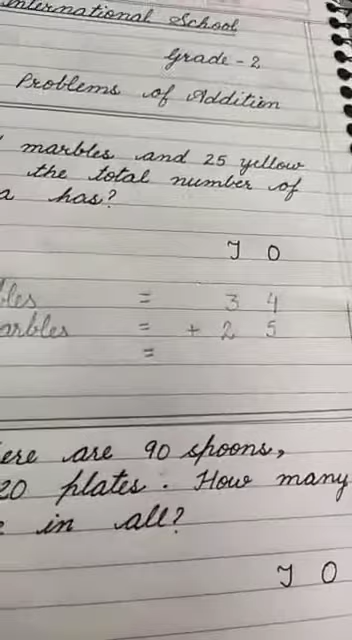 International School
Grade - 2
Problems of Addition
marbles and 25 yellow
the total number of
a has?
T O
bles = 3 4
arbles = + 2 5
=
ere are 90 spoons,
20 plates. How many
e in all?
T O